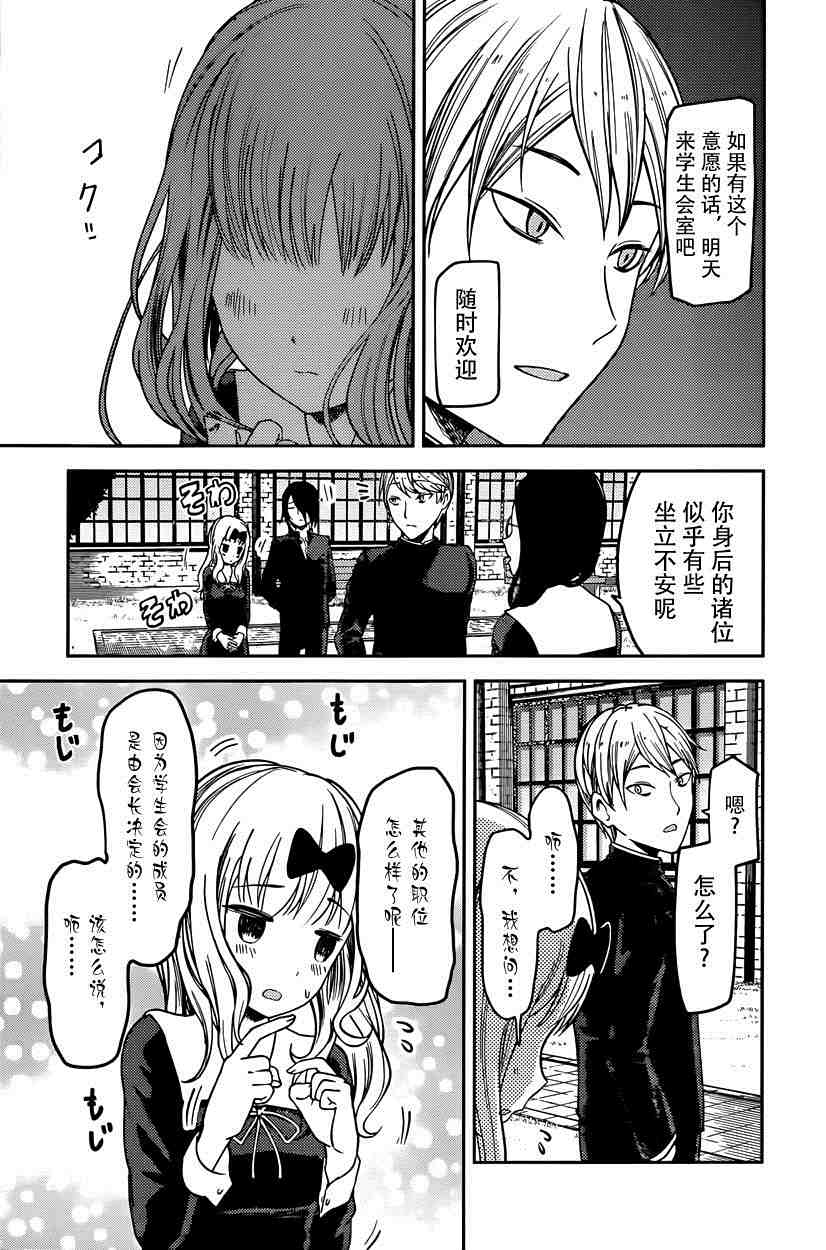 如果有这个
意愿的话，明天
来学生会室吧
随时欢迎
コクッ
你身后的诸位
似乎有些
坐立不安呢
そわ
そわ
嗯？
怎么了？
呃……
不，我想问…
其他的职位
怎么样了呢——
因为学生会的成员
是由会长决定的……
该怎么说，
呃……
もじ
もじ
もじ